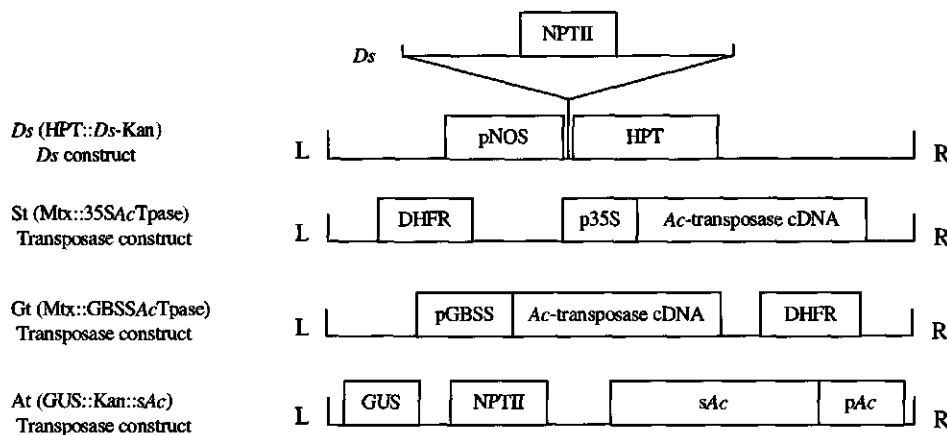 NPTII
Ds
Ds (HPT::Ds-Kan)
Ds construct
L
pNOS
HPT
R
St (Mtx::35SAcTpase)
Transposase construct
L
DHFR
p35S
Ac-transposase cDNA
R
Gt (Mtx::GBSSAcTpase)
Transposase construct
L
pGBSS
Ac-transposase cDNA
DHFR
R
At (GUS::Kan::sAc)
Transposase construct
L
GUS
NPTII
sAc
pAc
R